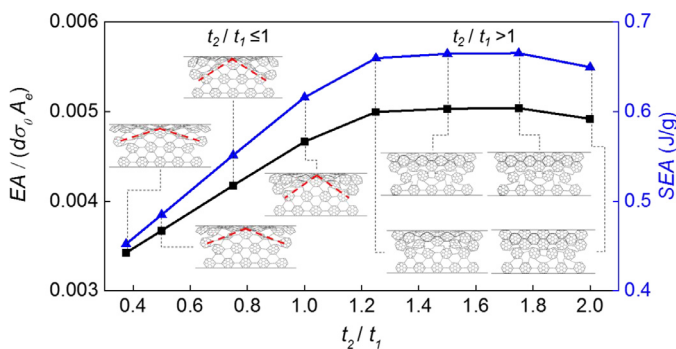 0.006
0.005
0.004
0.003
EA / (dσ₀ Aₑ)
t₂ / t₁ ≤1
t₂ / t₁ >1
0.7
0.6
0.5
0.4
SEA (J/g)
0.4 0.6 0.8 1.0 1.2 1.4 1.6 1.8 2.0
t₂ / t₁